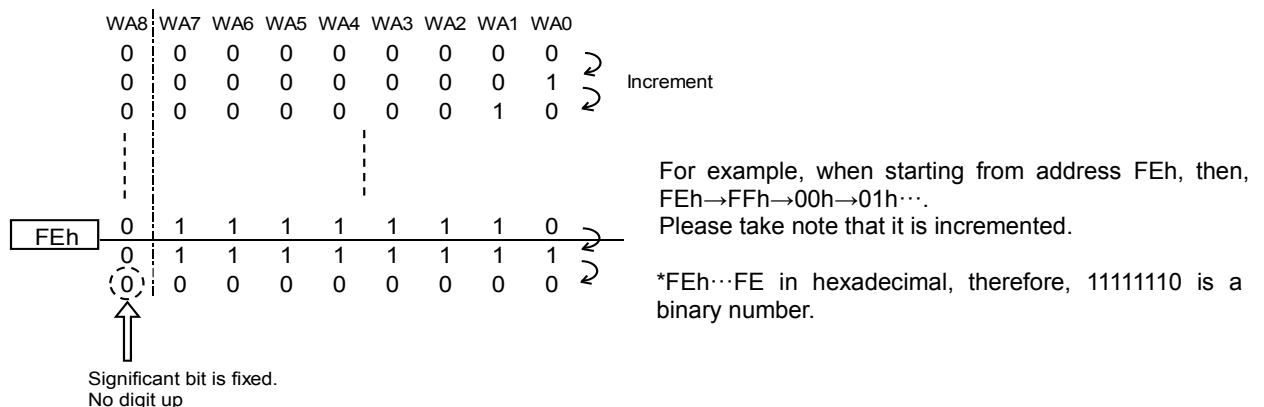 WA8 WA7 WA6 WA5 WA4 WA3 WA2 WA1 WA0
0 0 0 0 0 0 0 0 0
0 0 0 0 0 0 0 0 1
Increment
0 0 0 0 0 0 0 1 0
For example, when starting from address FEh, then,
FEh→FFh→00h→01h···.
Please take note that it is incremented.
FEh
0 1 1 1 1 1 1 1 0
0 1 1 1 1 1 1 1 1
0 0 0 0 0 0 0 0 0
*FEh···FE in hexadecimal, therefore, 11111110 is a
binary number.
Significant bit is fixed.
No digit up